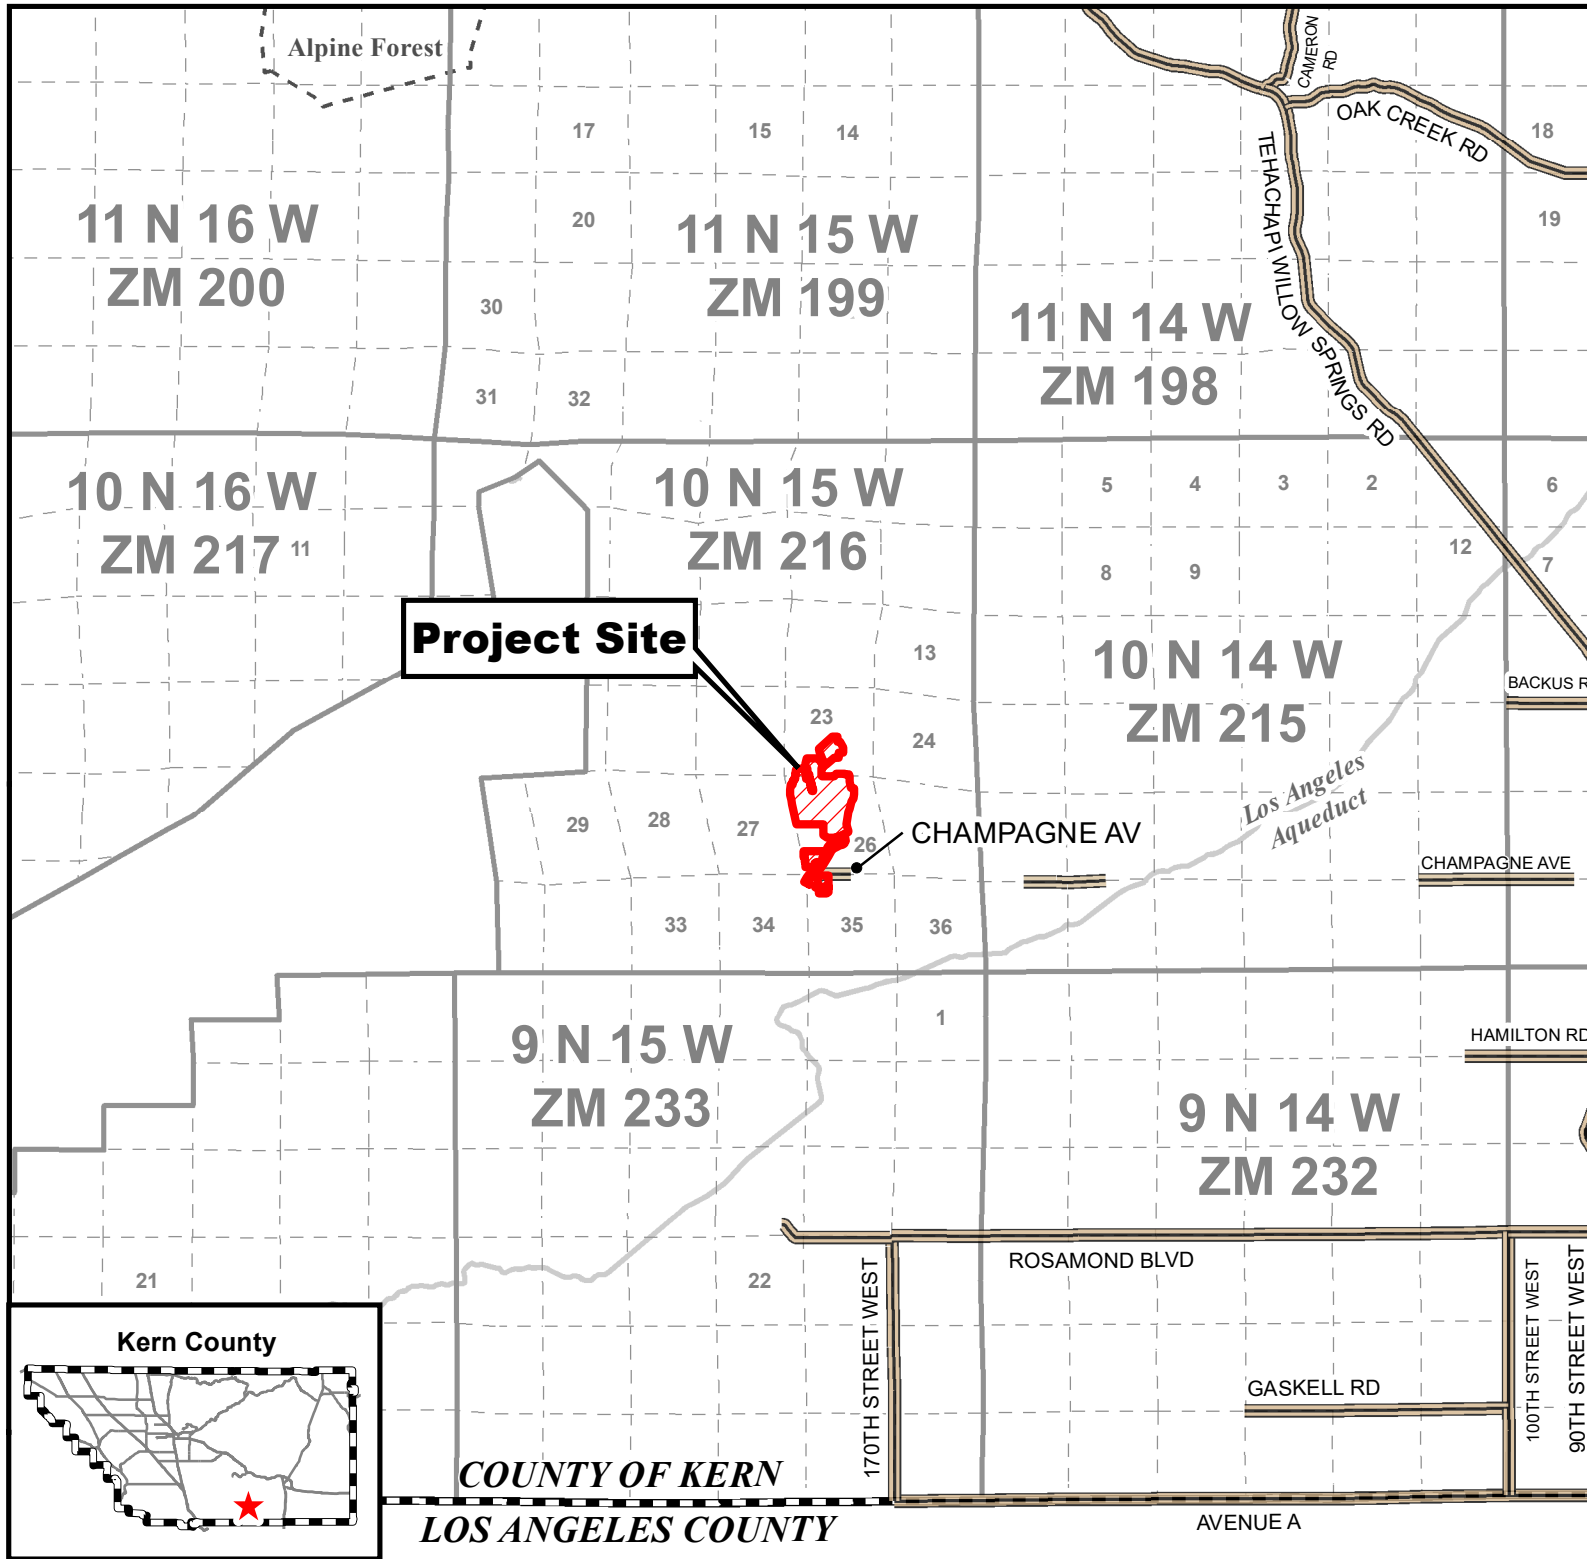 Alpine Forest
CAMERON
RD
OAK CREEK RD
17
15
14
18
11 N 16 W
ZM 200
20
11 N 15 W
ZM 199
19
TEHACHAPI WILLOW SPRINGS RD
30
11 N 14 W
ZM 198
31
32
10 N 16 W
ZM 217
11
10 N 15 W
ZM 216
5
4
3
2
6
12
7
8
9
Project Site
13
10 N 14 W
ZM 215
BACKUS R
23
24
Los Angeles
Aqueduct
29
28
27
26
CHAMPAGNE AV
CHAMPAGNE AVE
33
34
35
36
1
9 N 15 W
ZM 233
HAMILTON RD
9 N 14 W
ZM 232
21
22
ROSAMOND BLVD
170TH STREET WEST
100TH STREET WEST
90TH STREET WEST
GASKELL RD
Kern County
COUNTY OF KERN
LOS ANGELES COUNTY
AVENUE A